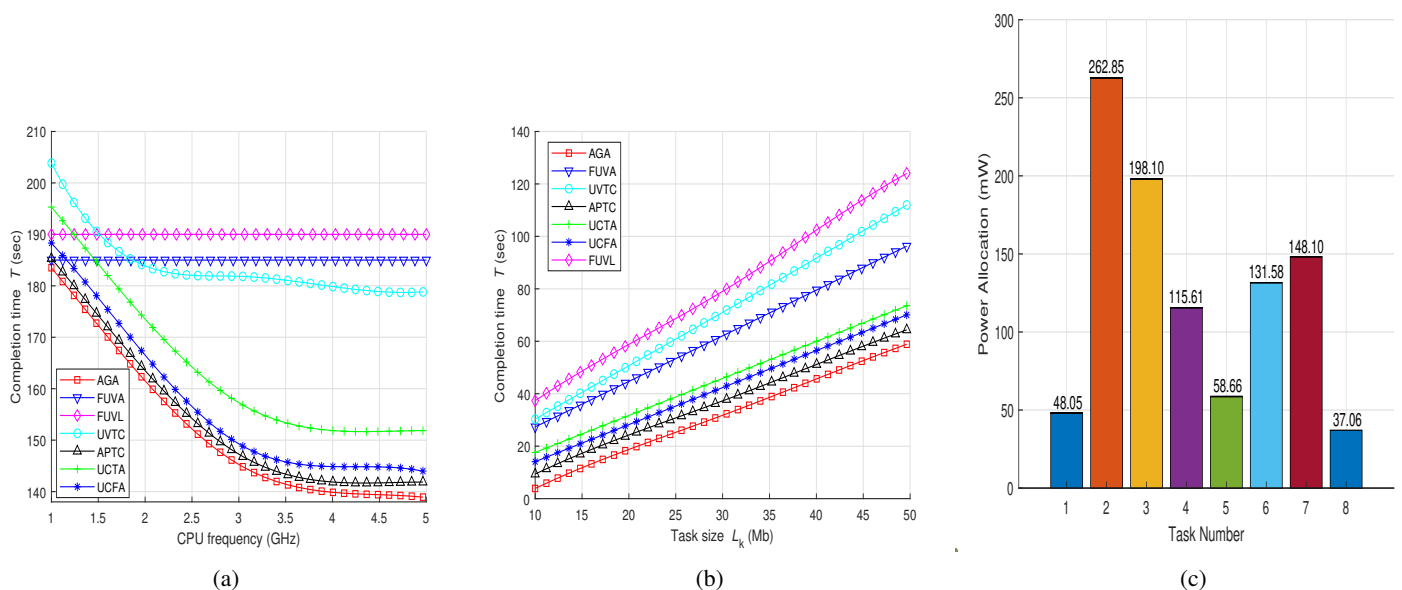 210
200
190
180
170
160
150
140
Completion time T (sec)
AGA
FUVA
FUVL
UVTC
APTC
UCTA
UCFA
1 1.5 2 2.5 3 3.5 4 4.5 5
CPU frequency (GHz)
(a)
140
120
100
80
60
40
20
0
Completion time T (sec)
AGA
FUVA
UVTC
APTC
UCTA
UCFA
FUVL
10 15 20 25 30 35 40 45 50
Task size Lk (Mb)
(b)
300
250
200
150
100
50
0
Power Allocation (mW)
48.05
262.85
198.10
115.61
58.66
131.58
148.10
37.06
1 2 3 4 5 6 7 8
Task Number
(c)